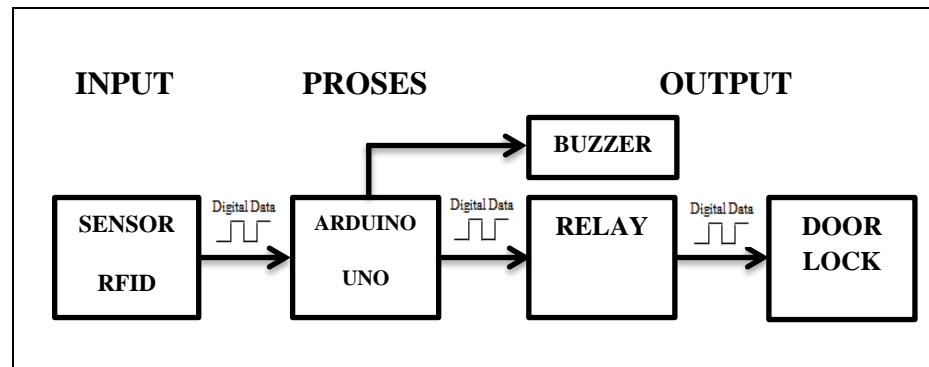 INPUT
PROSES
OUTPUT
BUZZER
SENSOR
RFID
Digital Data
ARDUINO
UNO
Digital Data
RELAY
Digital Data
DOOR
LOCK